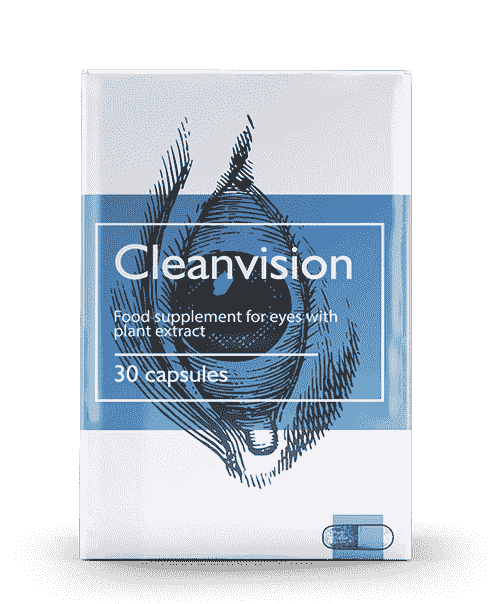 Cleanvision
Food supplement for eyes with
plant extract
30 capsules